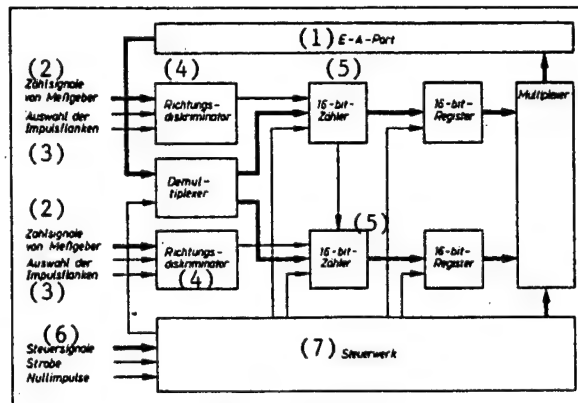 (1) E-A-Port
(2)
Zählsignale
von Meßgeber
Auswahl der
Impulsflanken
(3)
(4)
Richtungs-
diskriminator
(5)
16-bit-
Zähler
16-bit-
Register
Multiplexer
Demul-
tiplexer
(2)
Zählsignale
von Meßgeber
Auswahl der
Impulsflanken
(3)
Richtungs-
diskriminator
(4)
(5)
16-bit-
Zähler
16-bit-
Register
(6)
Steuersignale
Strobe
Nullimpulse
(7) Steuerwerk